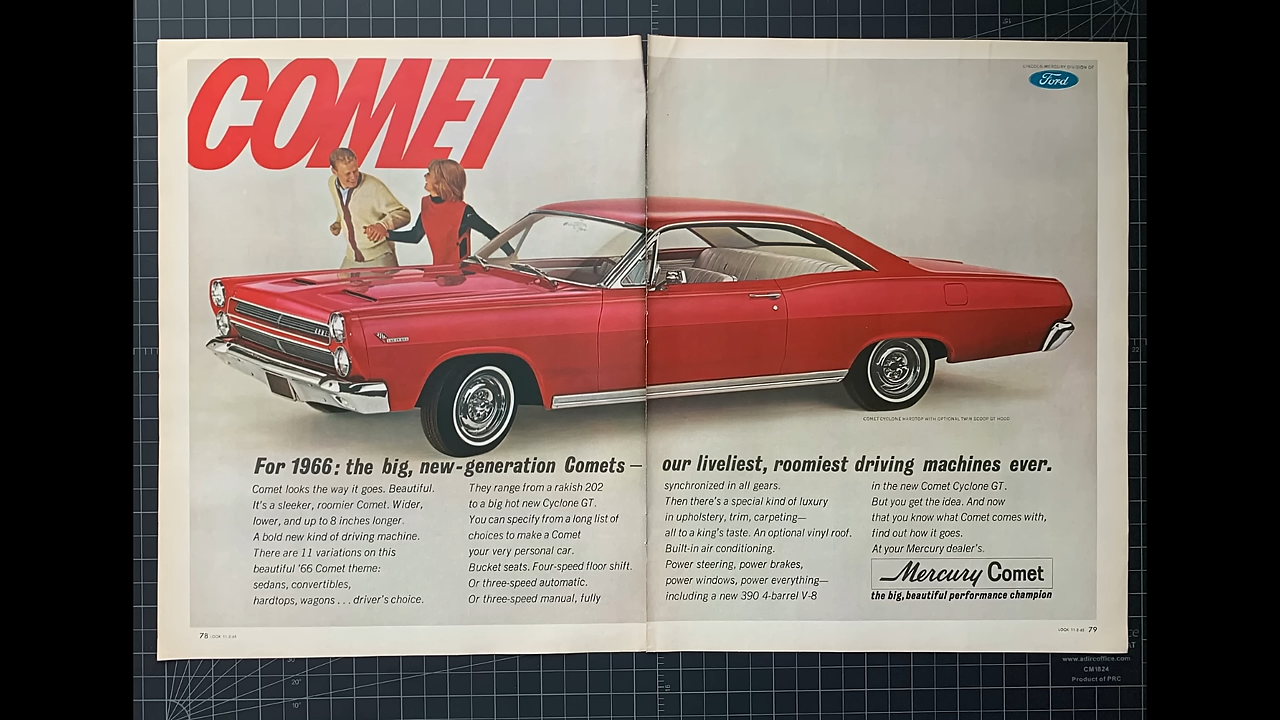 COMET
LINCOLN-MERCURY DIVISION OF
Ford
COMET CYCLONE HARDTOP WITH OPTIONAL TWIN SCOOP GT HOOD
For 1966: the big, new-generation Comets — our liveliest, roomiest driving machines ever.
Comet looks the way it goes. Beautiful.
It's a sleeker, roomier Comet. Wider,
lower, and up to 8 inches longer.
A bold new kind of driving machine.
There are 11 variations on this
beautiful '66 Comet theme:
sedans, convertibles,
hardtops, wagons . . . driver's choice.
They range from a rakish 202
to a big hot new Cyclone GT.
You can specify from a long list of
choices to make a Comet
your very personal car.
Bucket seats. Four-speed floor shift.
Or three-speed automatic.
Or three-speed manual, fully
synchronized in all gears.
Then there's a special kind of luxury
in upholstery, trim, carpeting—
all to a king's taste. An optional vinyl roof.
Built-in air conditioning.
Power steering, power brakes,
power windows, power everything—
including a new 390 4-barrel V-8
in the new Comet Cyclone GT.
But you get the idea. And now
that you know what Comet comes with,
find out how it goes.
At your Mercury dealer's.
Mercury Comet
the big, beautiful performance champion
78 LOOK 11-2-65
LOOK 11-2-65 79
www.adircoffice.com
CM1824
Product of PRC